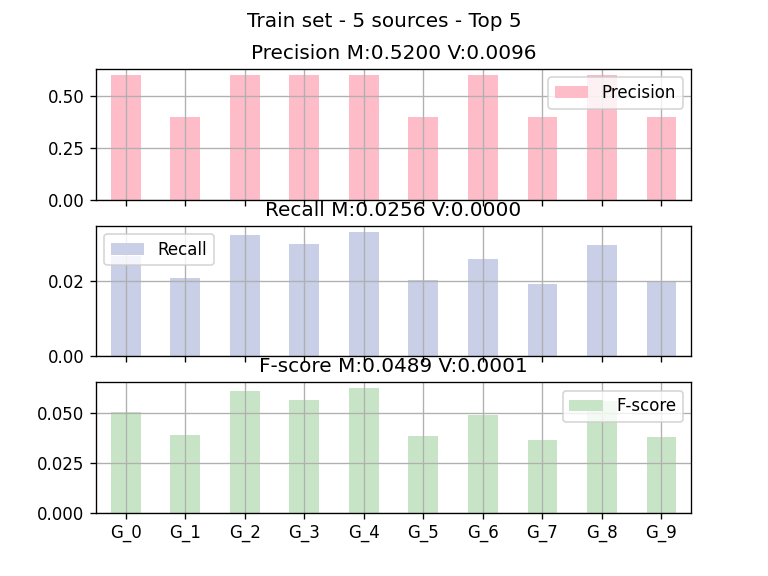 Train set - 5 sources - Top 5
Precision M:0.5200 V:0.0096
0.50
0.25
0.00
Precision
Recall M:0.0256 V:0.0000
0.02
0.00
Recall
F-score M:0.0489 V:0.0001
0.050
0.025
0.000
F-score
G_0 G_1 G_2 G_3 G_4 G_5 G_6 G_7 G_8 G_9